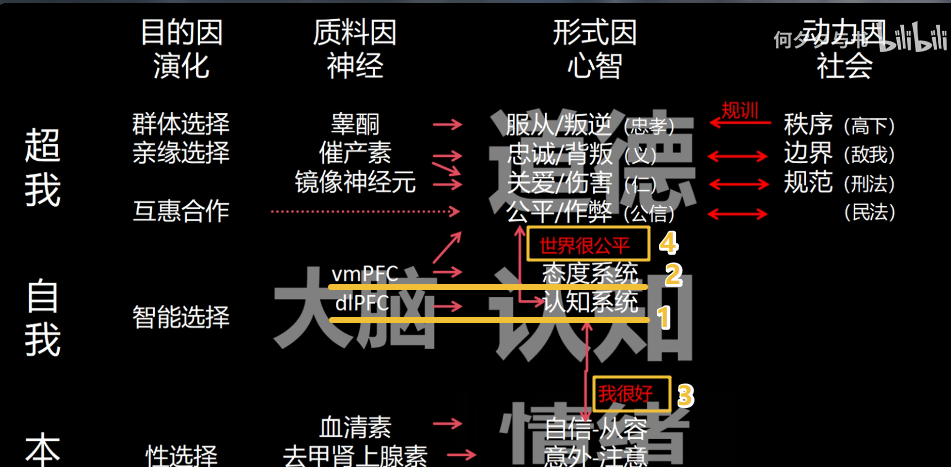 目的因 质料因 形式因 动力因
演化 神经 心智 社会
何夕夕与书 bilibili
道德
超我
群体选择 睾酮 服从/叛逆（忠孝） 规训 秩序（高下）
亲缘选择 催产素 忠诚/背叛（义） 边界（敌我）
镜像神经元 关爱/伤害（仁） 规范（刑法）
互惠合作 公平/作弊（公信） （民法）
世界很公平 4
大脑 认知
自我
vmPFC 态度系统 2
智能选择 dlPFC 认知系统 1
我很好 3
情绪
本
血清素 自信-从容
性选择 去甲肾上腺素 意外-注意